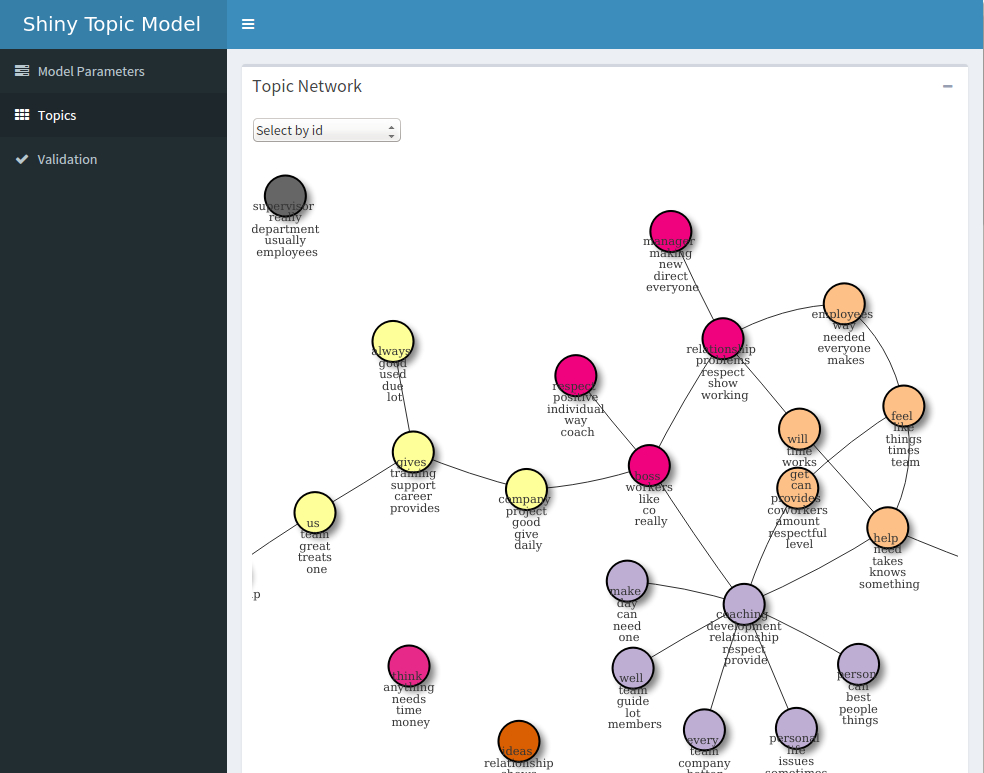 Shiny Topic Model
Model Parameters
Topics
Validation
Topic Network
Select by id
supervisor
really
department
usually
employees
manager
making
new
direct
everyone
employees
way
needed
everyone
makes
always
good
used
due
lot
relationship
problems
respect
show
working
respect
positive
individual
way
coach
feel
like
things
times
team
will
time
works
get
can
gives
training
support
career
provides
boss
workers
like
co
really
company
project
good
give
daily
provides
coworkers
amount
respectful
level
us
team
great
treats
one
help
need
takes
knows
something
make
day
can
need
one
p
coaching
development
relationship
respect
provide
think
anything
needs
time
money
well
team
guide
lot
members
person
can
best
people
things
ideas
relationship
every
team
company
better
personal
life
issues
sometimes